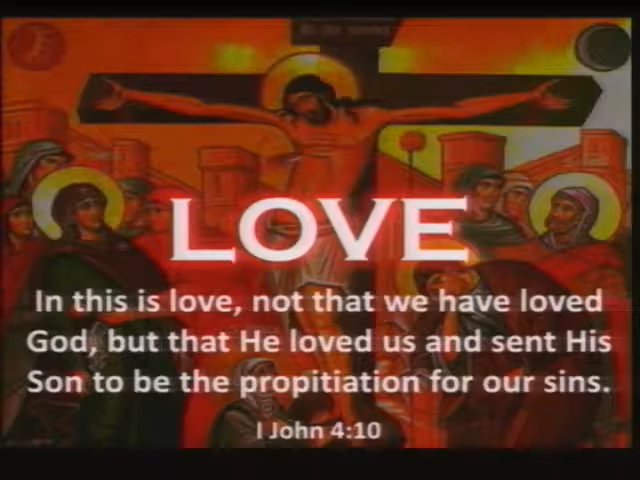 LOVE
In this is love, not that we have loved
God, but that He loved us and sent His
Son to be the propitiation for our sins.
I John 4:10